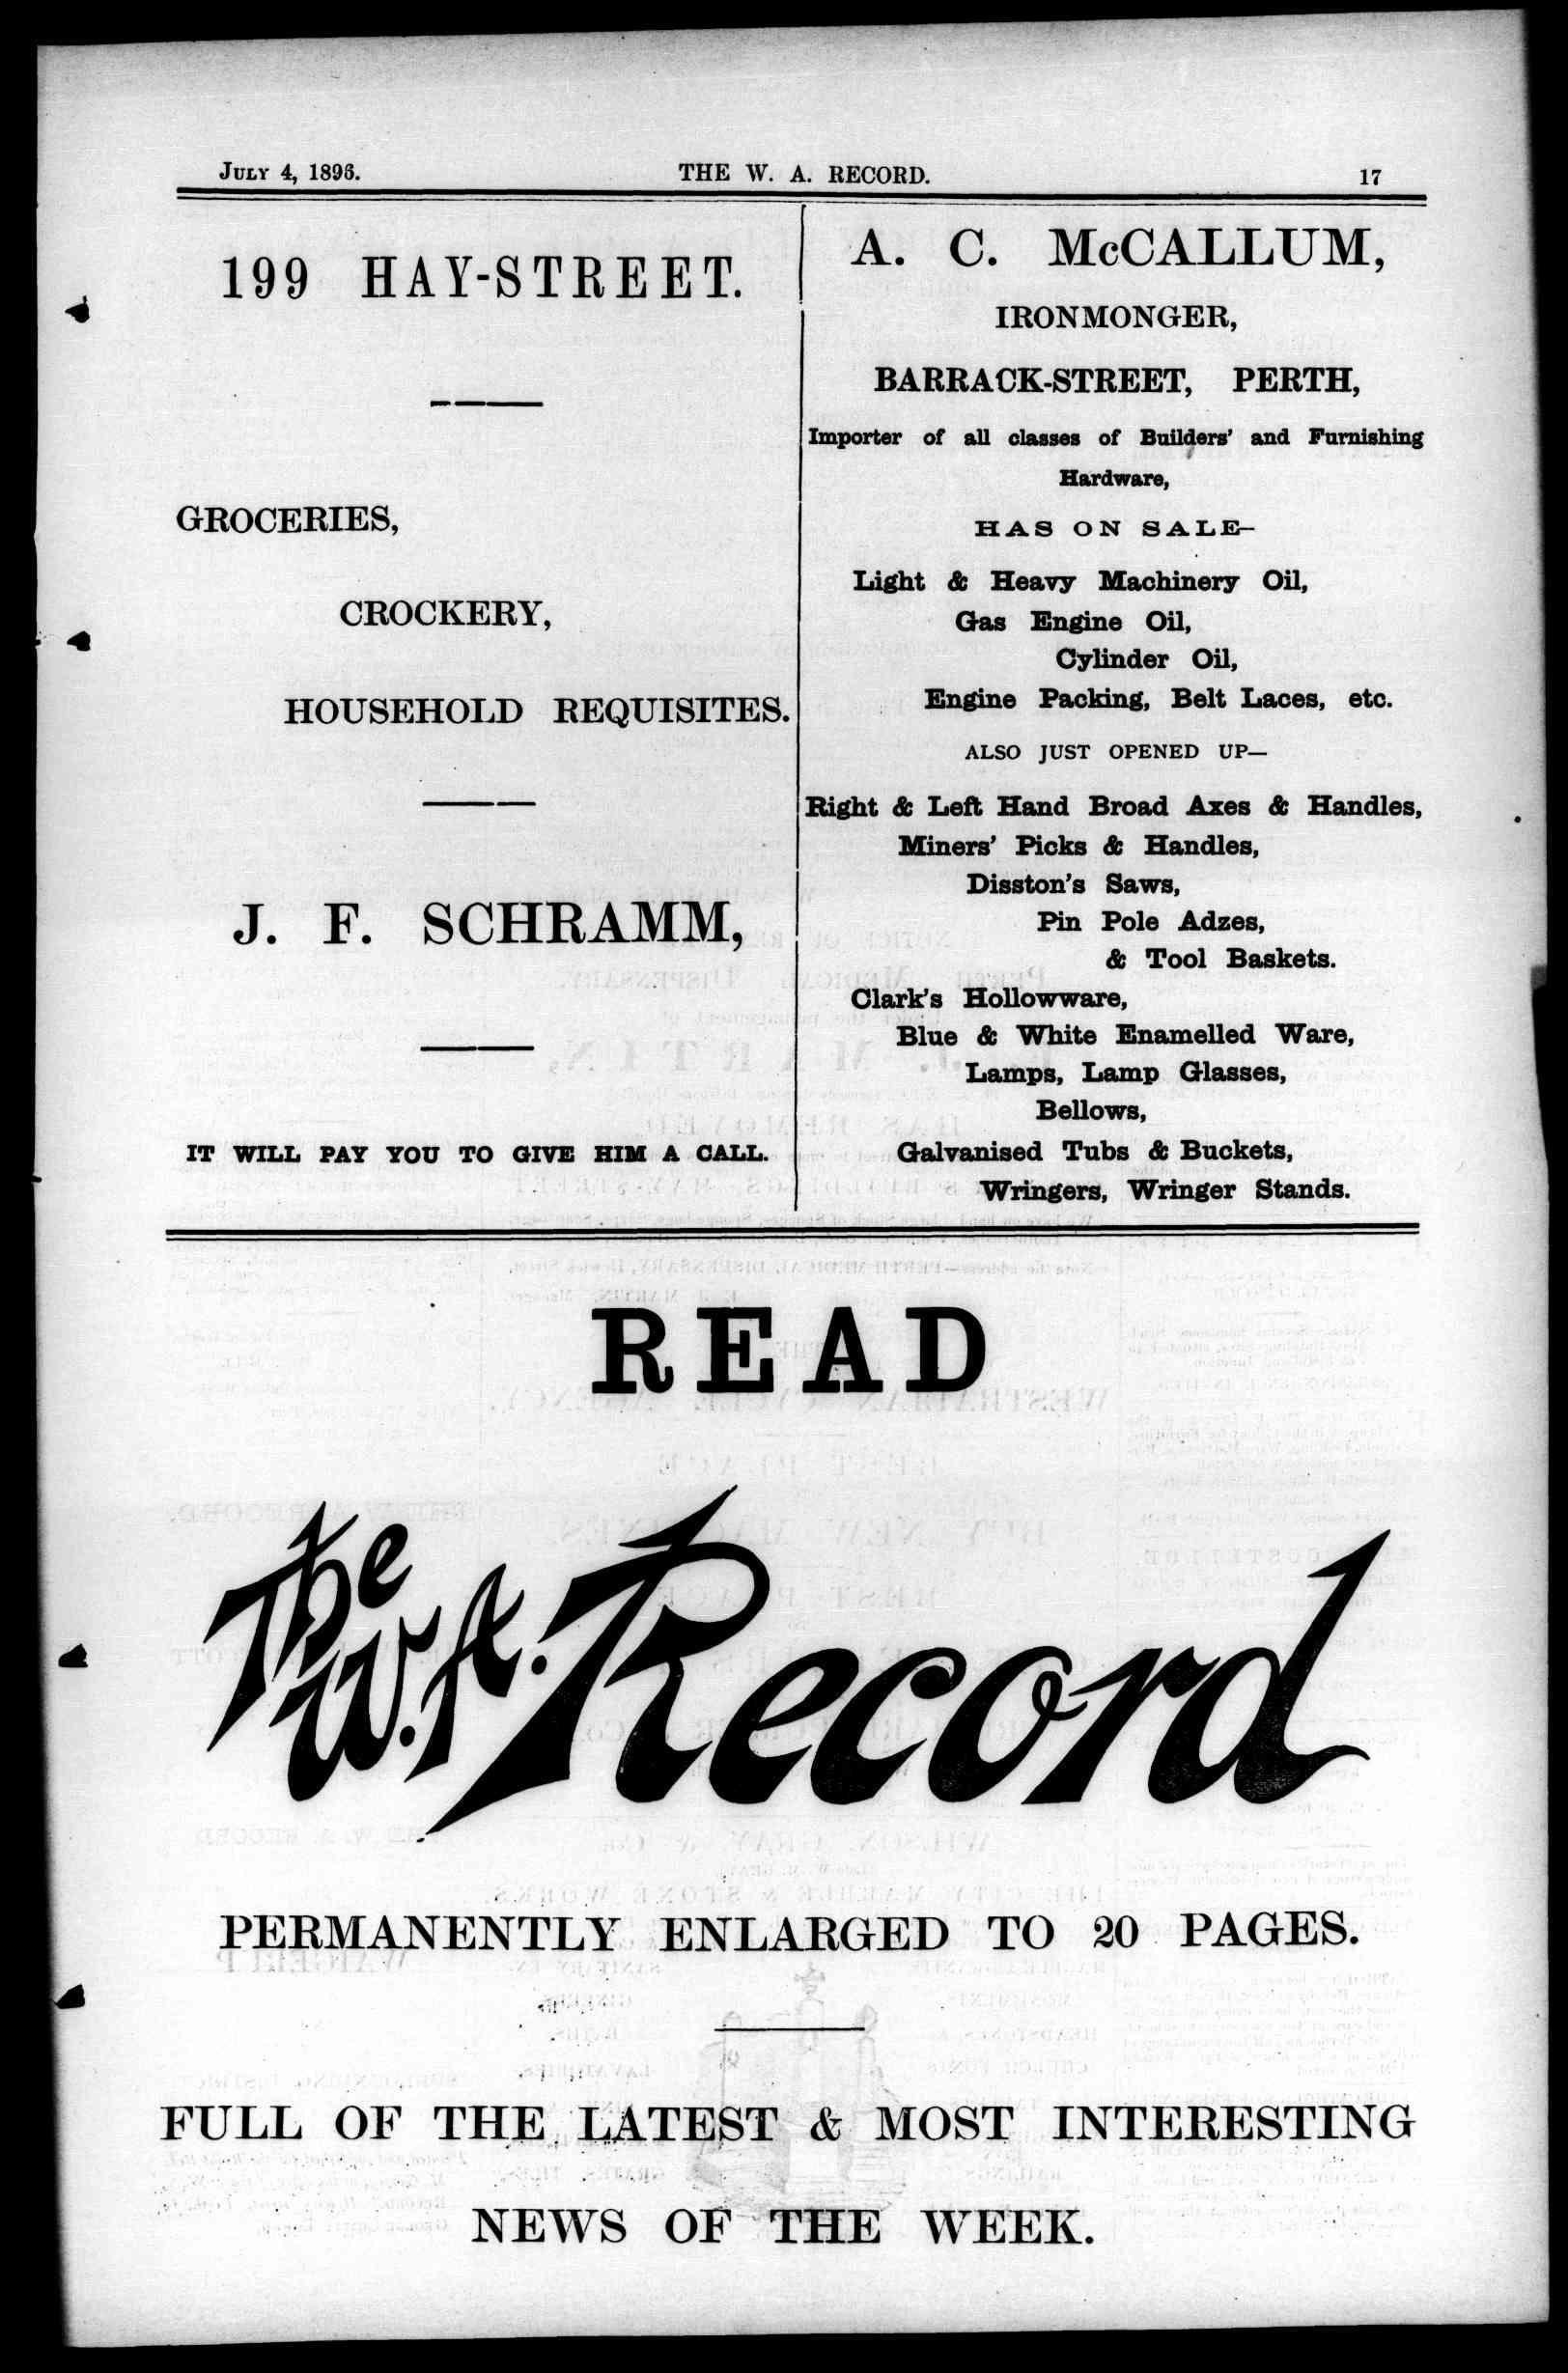 JULY 4, 1896. THE W. A. RECORD. 17
199 HAY-STREET.
GROCERIES,
CROCKERY,
HOUSEHOLD REQUISITES.
J. F. SCHRAMM,
IT WILL PAY YOU TO GIVE HIM A CALL.
A. C. McCALLUM,
IRONMONGER,
BARRACK-STREET, PERTH,
Importer of all classes of Builders' and Furnishing
Hardware,
HAS ON SALE—
Light & Heavy Machinery Oil,
Gas Engine Oil,
Cylinder Oil,
Engine Packing, Belt Laces, etc.
ALSO JUST OPENED UP—
Right & Left Hand Broad Axes & Handles,
Miners' Picks & Handles,
Disston's Saws,
Pin Pole Adzes,
& Tool Baskets.
Clark's Hollowware,
Blue & White Enamelled Ware,
Lamps, Lamp Glasses,
Bellows,
Galvanised Tubs & Buckets,
Wringers, Wringer Stands.
READ
The
W.A. Record
PERMANENTLY ENLARGED TO 20 PAGES.
FULL OF THE LATEST & MOST INTERESTING
NEWS OF THE WEEK.